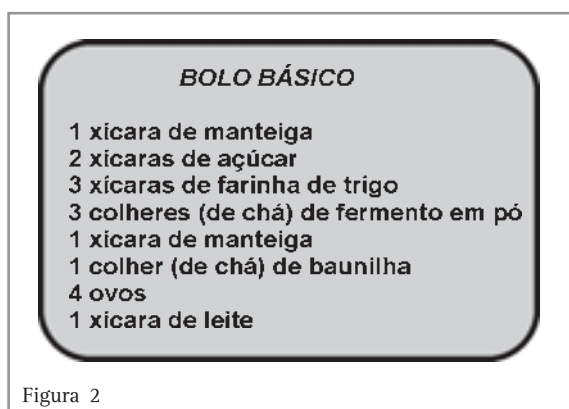 BOLO BÁSICO
1 xícara de manteiga
2 xícaras de açúcar
3 xícaras de farinha de trigo
3 colheres (de chá) de fermento em pó
1 xícara de manteiga
1 colher (de chá) de baunilha
4 ovos
1 xícara de leite
Figura 2